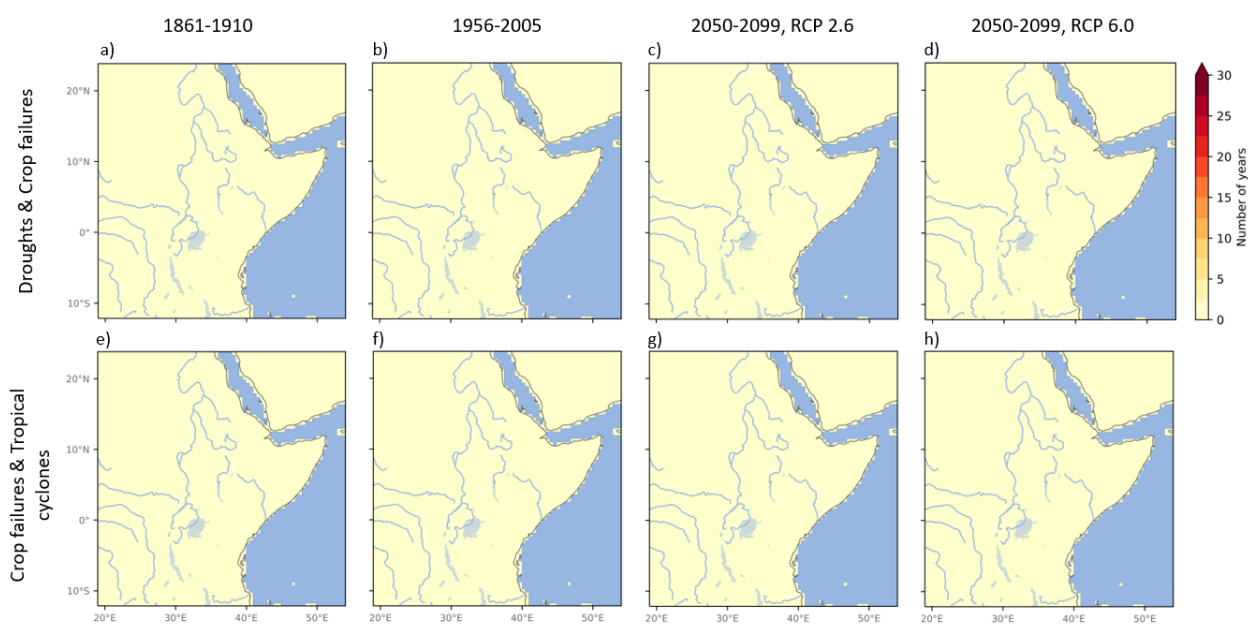 1861-1910
1956-2005
2050-2099, RCP 2.6
2050-2099, RCP 6.0
a)
b)
c)
d)
Droughts & Crop failures
20°N
10°N
0°
10°S
30
25
20
15
10
5
0
Number of years
e)
f)
g)
h)
Crop failures & Tropical
cyclones
20°N
10°N
0°
10°S
20°E
30°E
40°E
50°E
20°E
30°E
40°E
50°E
20°E
30°E
40°E
50°E
20°E
30°E
40°E
50°E